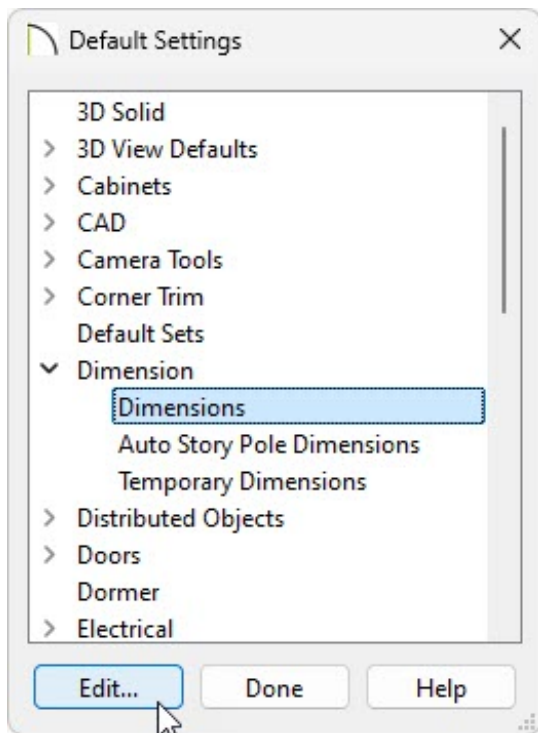 Default Settings
3D Solid
3D View Defaults
Cabinets
CAD
Camera Tools
Corner Trim
Default Sets
Dimension
Dimensions
Auto Story Pole Dimensions
Temporary Dimensions
Distributed Objects
Doors
Dormer
Electrical
Edit... Done Help